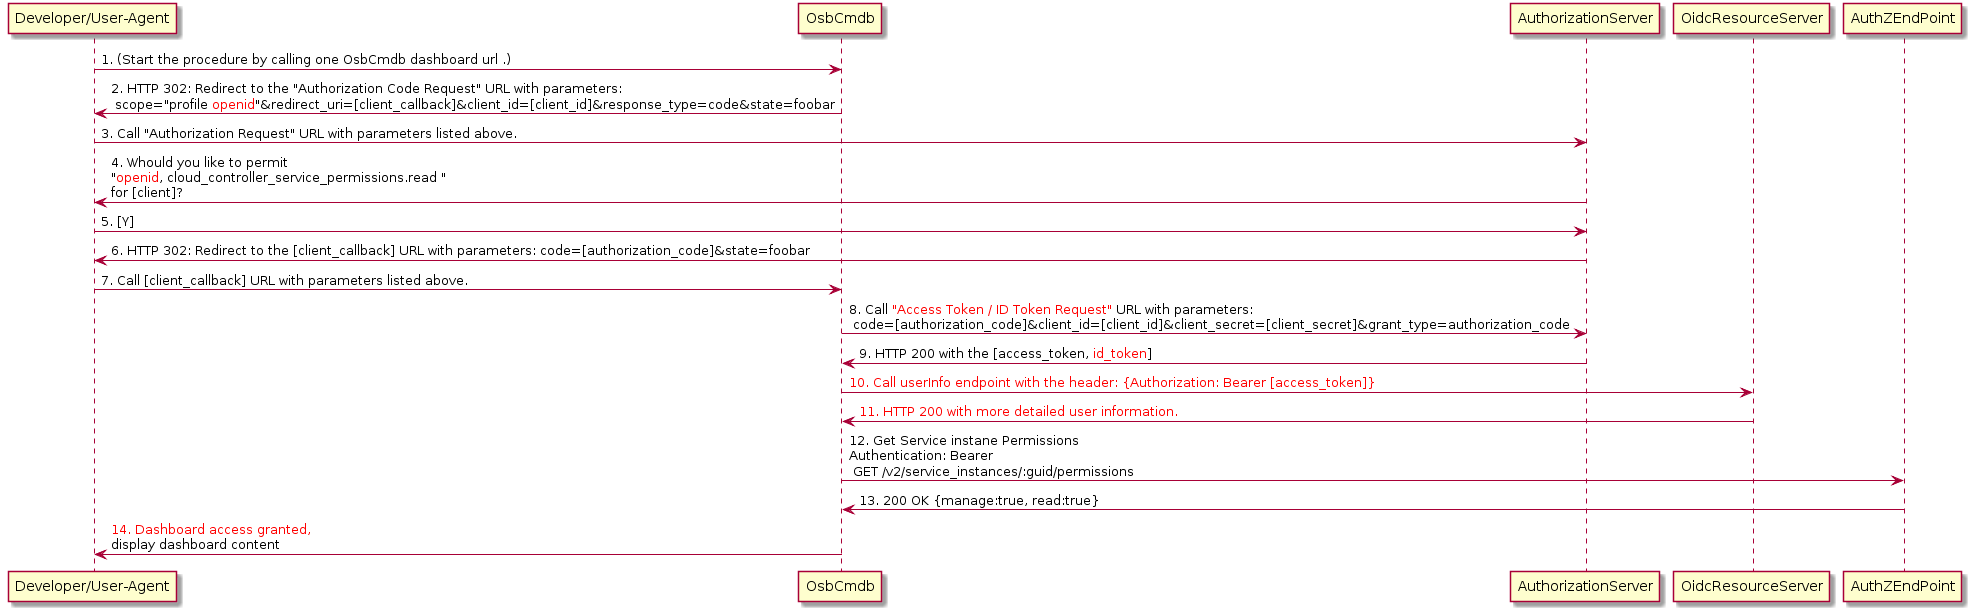 Developer/User-Agent
OsbCmdb
AuthorizationServer
OidcResourceServer
AuthZEndPoint
1. (Start the procedure by calling one OsbCmdb dashboard url .)
2. HTTP 302: Redirect to the "Authorization Code Request" URL with parameters:
scope="profile openid"&redirect_uri=[client_callback]&client_id=[client_id]&response_type=code&state=foobar
3. Call "Authorization Request" URL with parameters listed above.
4. Whould you like to permit
"openid, cloud_controller_service_permissions.read "
for [client]?
5. [Y]
6. HTTP 302: Redirect to the [client_callback] URL with parameters: code=[authorization_code]&state=foobar
7. Call [client_callback] URL with parameters listed above.
8. Call "Access Token / ID Token Request" URL with parameters:
code=[authorization_code]&client_id=[client_id]&client_secret=[client_secret]&grant_type=authorization_code
9. HTTP 200 with the [access_token, id_token]
10. Call userInfo endpoint with the header: {Authorization: Bearer [access_token]}
11. HTTP 200 with more detailed user information.
12. Get Service instane Permissions
Authentication: Bearer
GET /v2/service_instances/:guid/permissions
13. 200 OK {manage:true, read:true}
14. Dashboard access granted,
display dashboard content
Developer/User-Agent
OsbCmdb
AuthorizationServer
OidcResourceServer
AuthZEndPoint